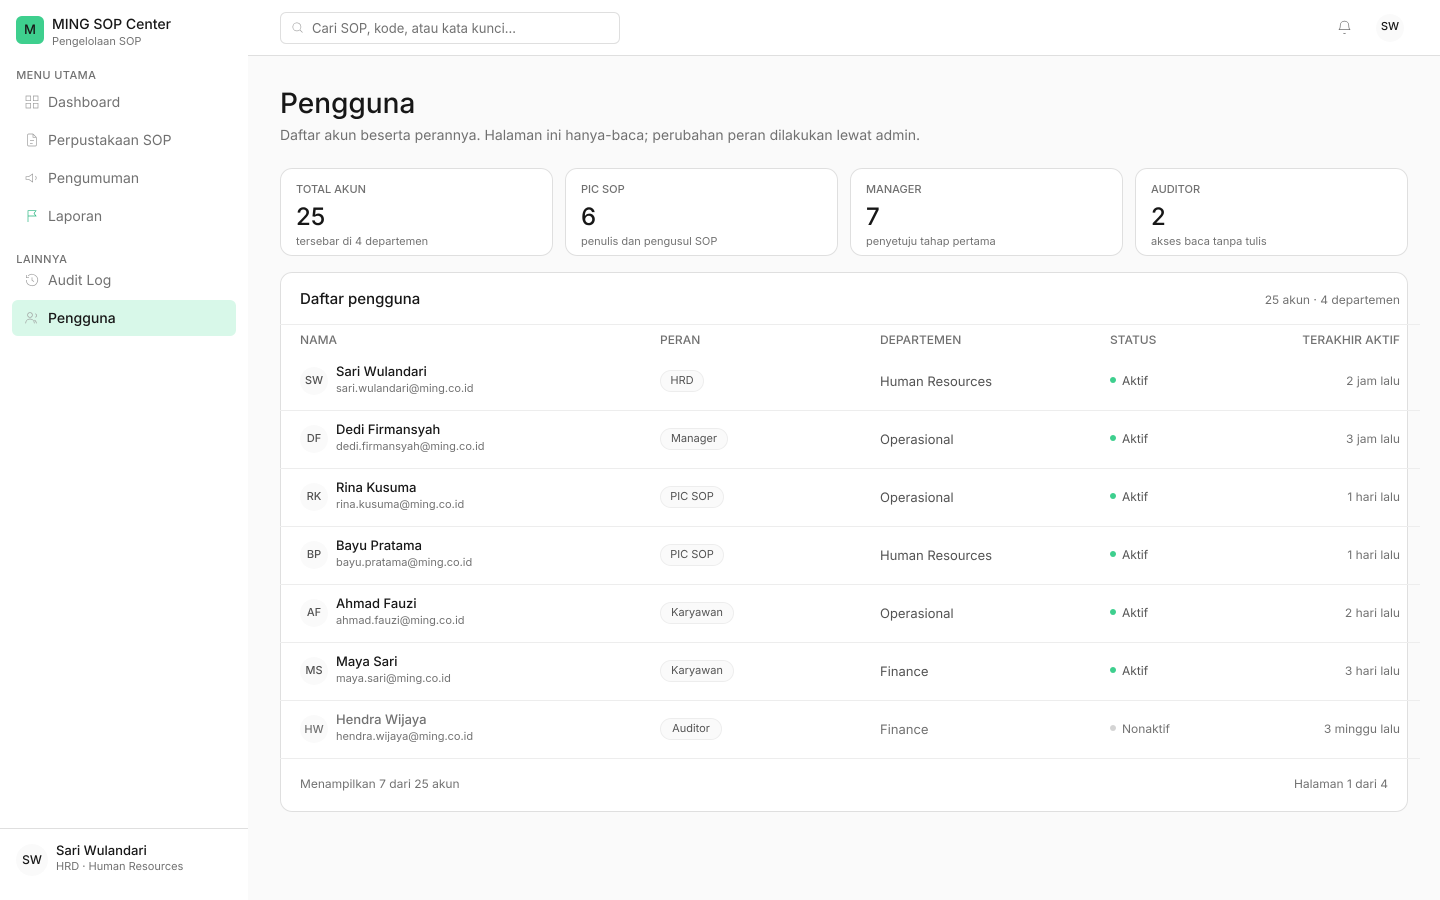 M
MING SOP Center
Pengelolaan SOP
MENU UTAMA
Dashboard
Perpustakaan SOP
Pengumuman
Laporan
LAINNYA
Audit Log
Pengguna
SW
Sari Wulandari
HRD · Human Resources
Cari SOP, kode, atau kata kunci...
SW
Pengguna
Daftar akun beserta perannya. Halaman ini hanya-baca; perubahan peran dilakukan lewat admin.
TOTAL AKUN
25
tersebar di 4 departemen
PIC SOP
6
penulis dan pengusul SOP
MANAGER
7
penyetuju tahap pertama
AUDITOR
2
akses baca tanpa tulis
Daftar pengguna
25 akun · 4 departemen
NAMA PERAN DEPARTEMEN STATUS TERAKHIR AKTIF
SW Sari Wulandari HRD Human Resources Aktif 2 jam lalu
sari.wulandari@ming.co.id
DF Dedi Firmansyah Manager Operasional Aktif 3 jam lalu
dedi.firmansyah@ming.co.id
RK Rina Kusuma PIC SOP Operasional Aktif 1 hari lalu
rina.kusuma@ming.co.id
BP Bayu Pratama PIC SOP Human Resources Aktif 1 hari lalu
bayu.pratama@ming.co.id
AF Ahmad Fauzi Karyawan Operasional Aktif 2 hari lalu
ahmad.fauzi@ming.co.id
MS Maya Sari Karyawan Finance Aktif 3 hari lalu
maya.sari@ming.co.id
HW Hendra Wijaya Auditor Finance Nonaktif 3 minggu lalu
hendra.wijaya@ming.co.id
Menampilkan 7 dari 25 akun
Halaman 1 dari 4